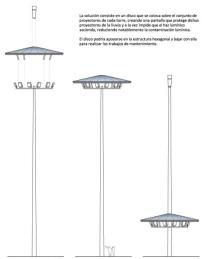 La solución consiste en un disco que se coloca sobre el conjunto de
proyectores de cada torre, creando una pantalla que protege dichos
proyectores de la lluvia y a la vez impide que el haz lumínico
ascienda, reduciendo notablemente la contaminación lumínica.
El disco podría apoyarse en la estructura hexagonal y bajar con ella
para realizar los trabajos de mantenimiento.